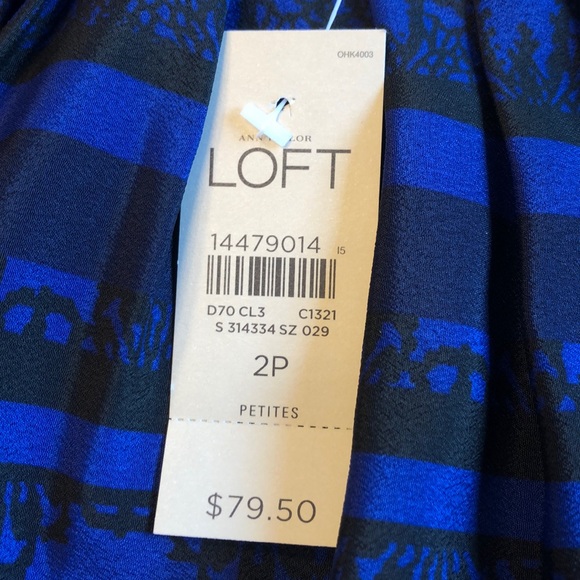 OHK4003
LOFT
14479014 15
D70 CL3 C1321
S 314334 SZ 029
2P
PETITES
$79.50